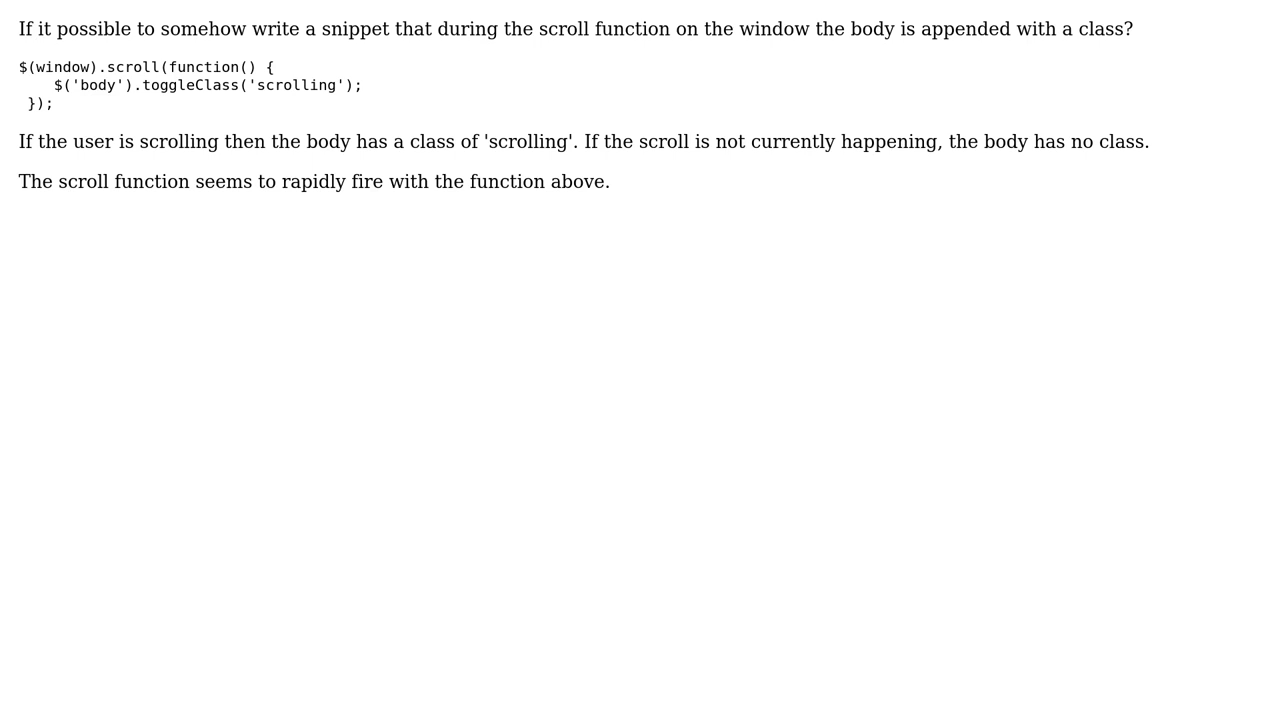 If it possible to somehow write a snippet that during the scroll function on the window the body is appended with a class?
$(window).scroll(function() {
    $('body').toggleClass('scrolling');
 });
If the user is scrolling then the body has a class of 'scrolling'. If the scroll is not currently happening, the body has no class.
The scroll function seems to rapidly fire with the function above.